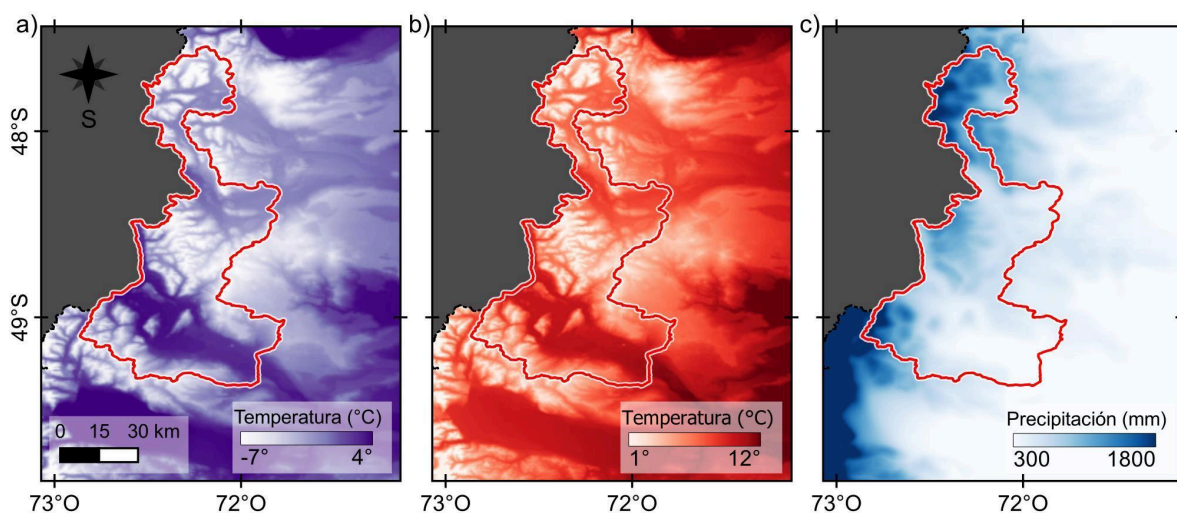 a)
b)
c)
S
48°S
49°S
Temperatura (°C)
-7° 4°
0 15 30 km
Temperatura (°C)
1° 12°
Precipitación (mm)
300 1800
73°O 72°O
73°O 72°O
73°O 72°O